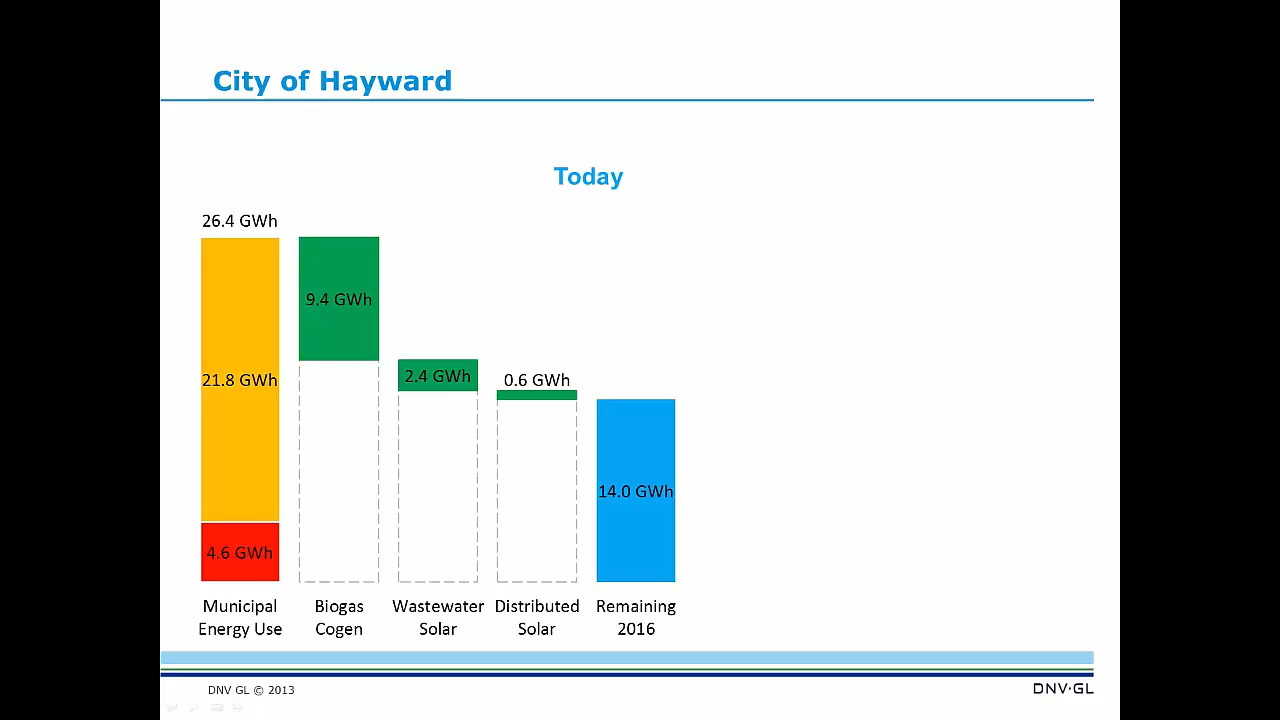 City of Hayward
Today
26.4 GWh
21.8 GWh
4.6 GWh
9.4 GWh
2.4 GWh
0.6 GWh
14.0 GWh
Municipal
Energy Use
Biogas
Cogen
Wastewater
Solar
Distributed
Solar
Remaining
2016
DNV GL © 2013
DNV·GL